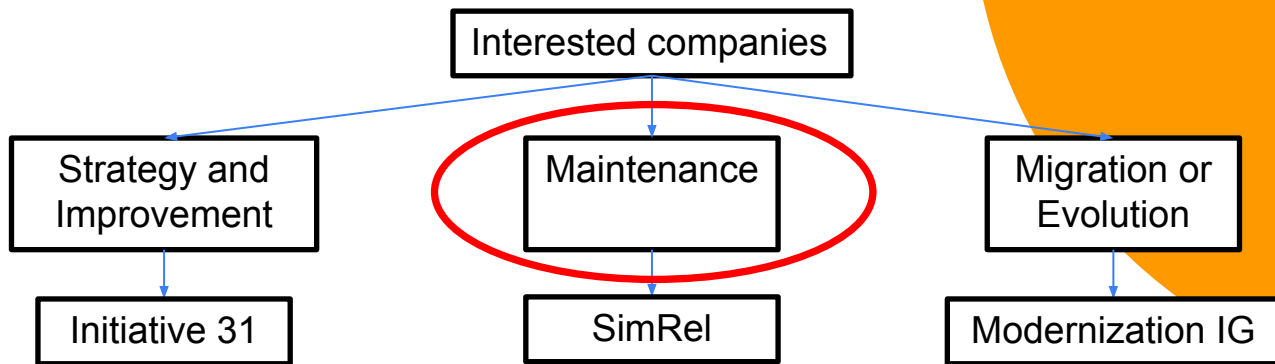 Interested companies
Strategy and
Improvement
Maintenance
Migration or
Evolution
Initiative 31
SimRel
Modernization IG